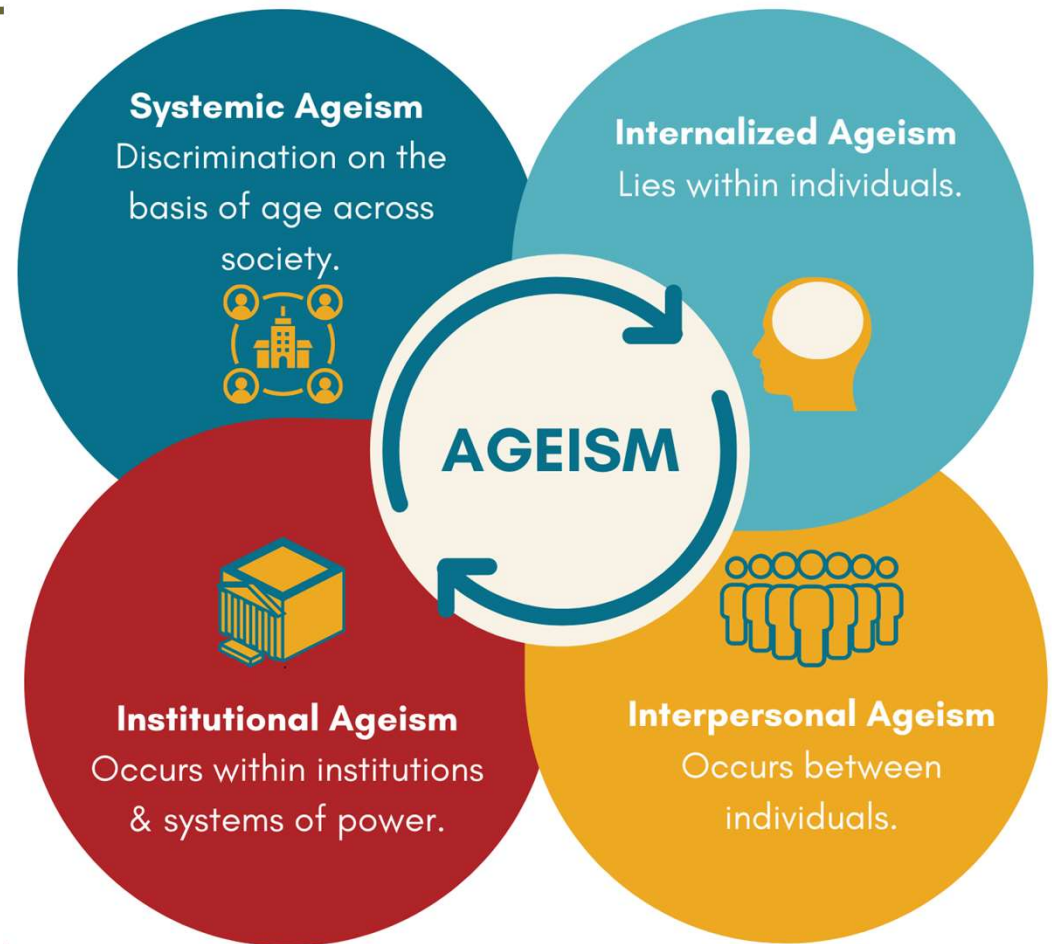 Systemic Ageism
Discrimination on the
basis of age across
society.
Internalized Ageism
Lies within individuals.
AGEISM
Institutional Ageism
Occurs within institutions
& systems of power.
Interpersonal Ageism
Occurs between
individuals.